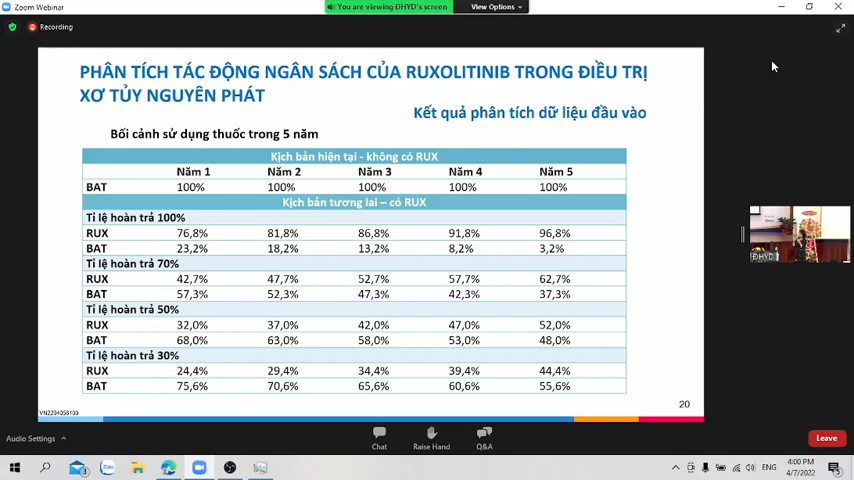 Zoom Webinar
You are viewing ĐHYD's screen
View Options
Recording
PHÂN TÍCH TÁC ĐỘNG NGÂN SÁCH CỦA RUXOLITINIB TRONG ĐIỀU TRỊ
XƠ TỦY NGUYÊN PHÁT
Kết quả phân tích dữ liệu đầu vào
Bối cảnh sử dụng thuốc trong 5 năm
Kịch bản hiện tại - không có RUX
Năm 1 Năm 2 Năm 3 Năm 4 Năm 5
BAT 100% 100% 100% 100% 100%
Kịch bản tương lai – có RUX
Tỉ lệ hoàn trả 100%
RUX 76,8% 81,8% 86,8% 91,8% 96,8%
BAT 23,2% 18,2% 13,2% 8,2% 3,2%
Tỉ lệ hoàn trả 70%
RUX 42,7% 47,7% 52,7% 57,7% 62,7%
BAT 57,3% 52,3% 47,3% 42,3% 37,3%
Tỉ lệ hoàn trả 50%
RUX 32,0% 37,0% 42,0% 47,0% 52,0%
BAT 68,0% 63,0% 58,0% 53,0% 48,0%
Tỉ lệ hoàn trả 30%
RUX 24,4% 29,4% 34,4% 39,4% 44,4%
BAT 75,6% 70,6% 65,6% 60,6% 55,6%
20
VN2204056199
ĐHYD
Audio Settings
Chat
Raise Hand
Q&A
Leave
Zalo
ENG
4:00 PM
4/7/2022